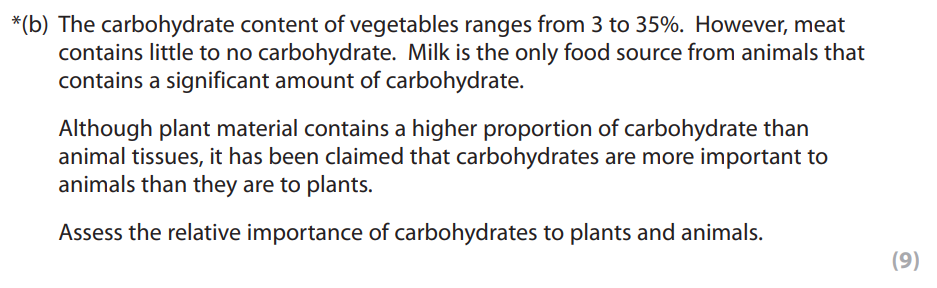 *(b) The carbohydrate content of vegetables ranges from 3 to 35%. However, meat
contains little to no carbohydrate. Milk is the only food source from animals that
contains a significant amount of carbohydrate.
Although plant material contains a higher proportion of carbohydrate than
animal tissues, it has been claimed that carbohydrates are more important to
animals than they are to plants.
Assess the relative importance of carbohydrates to plants and animals.
(9)